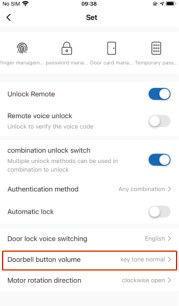 No SIM
09:38
Set
Finger managem... password mana... Door card mana... Temporary pass...
Unlock Remote
Remote voice unlock
Unlock to verify the voice code
combination unlock switch
Multiple unlock methods can be used in
combination to unlock
Authentication method Any combination >
Automatic lock
Door lock voice switching English >
Doorbell button volume key tone normal >
Motor rotation direction clockwise open >